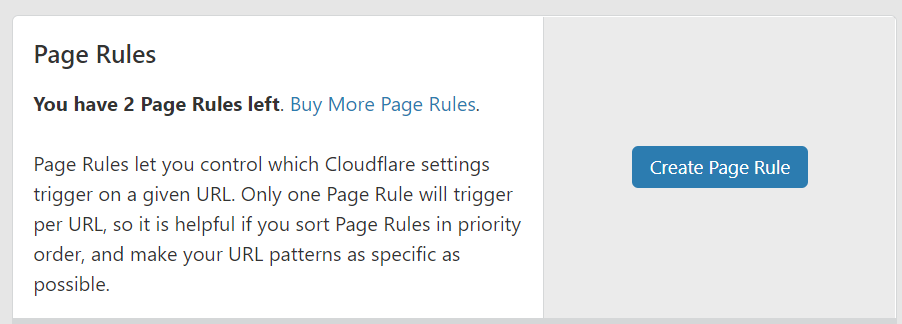 Page Rules
You have 2 Page Rules left. Buy More Page Rules.
Page Rules let you control which Cloudflare settings
trigger on a given URL. Only one Page Rule will trigger
per URL, so it is helpful if you sort Page Rules in priority
order, and make your URL patterns as specific as
possible.
Create Page Rule